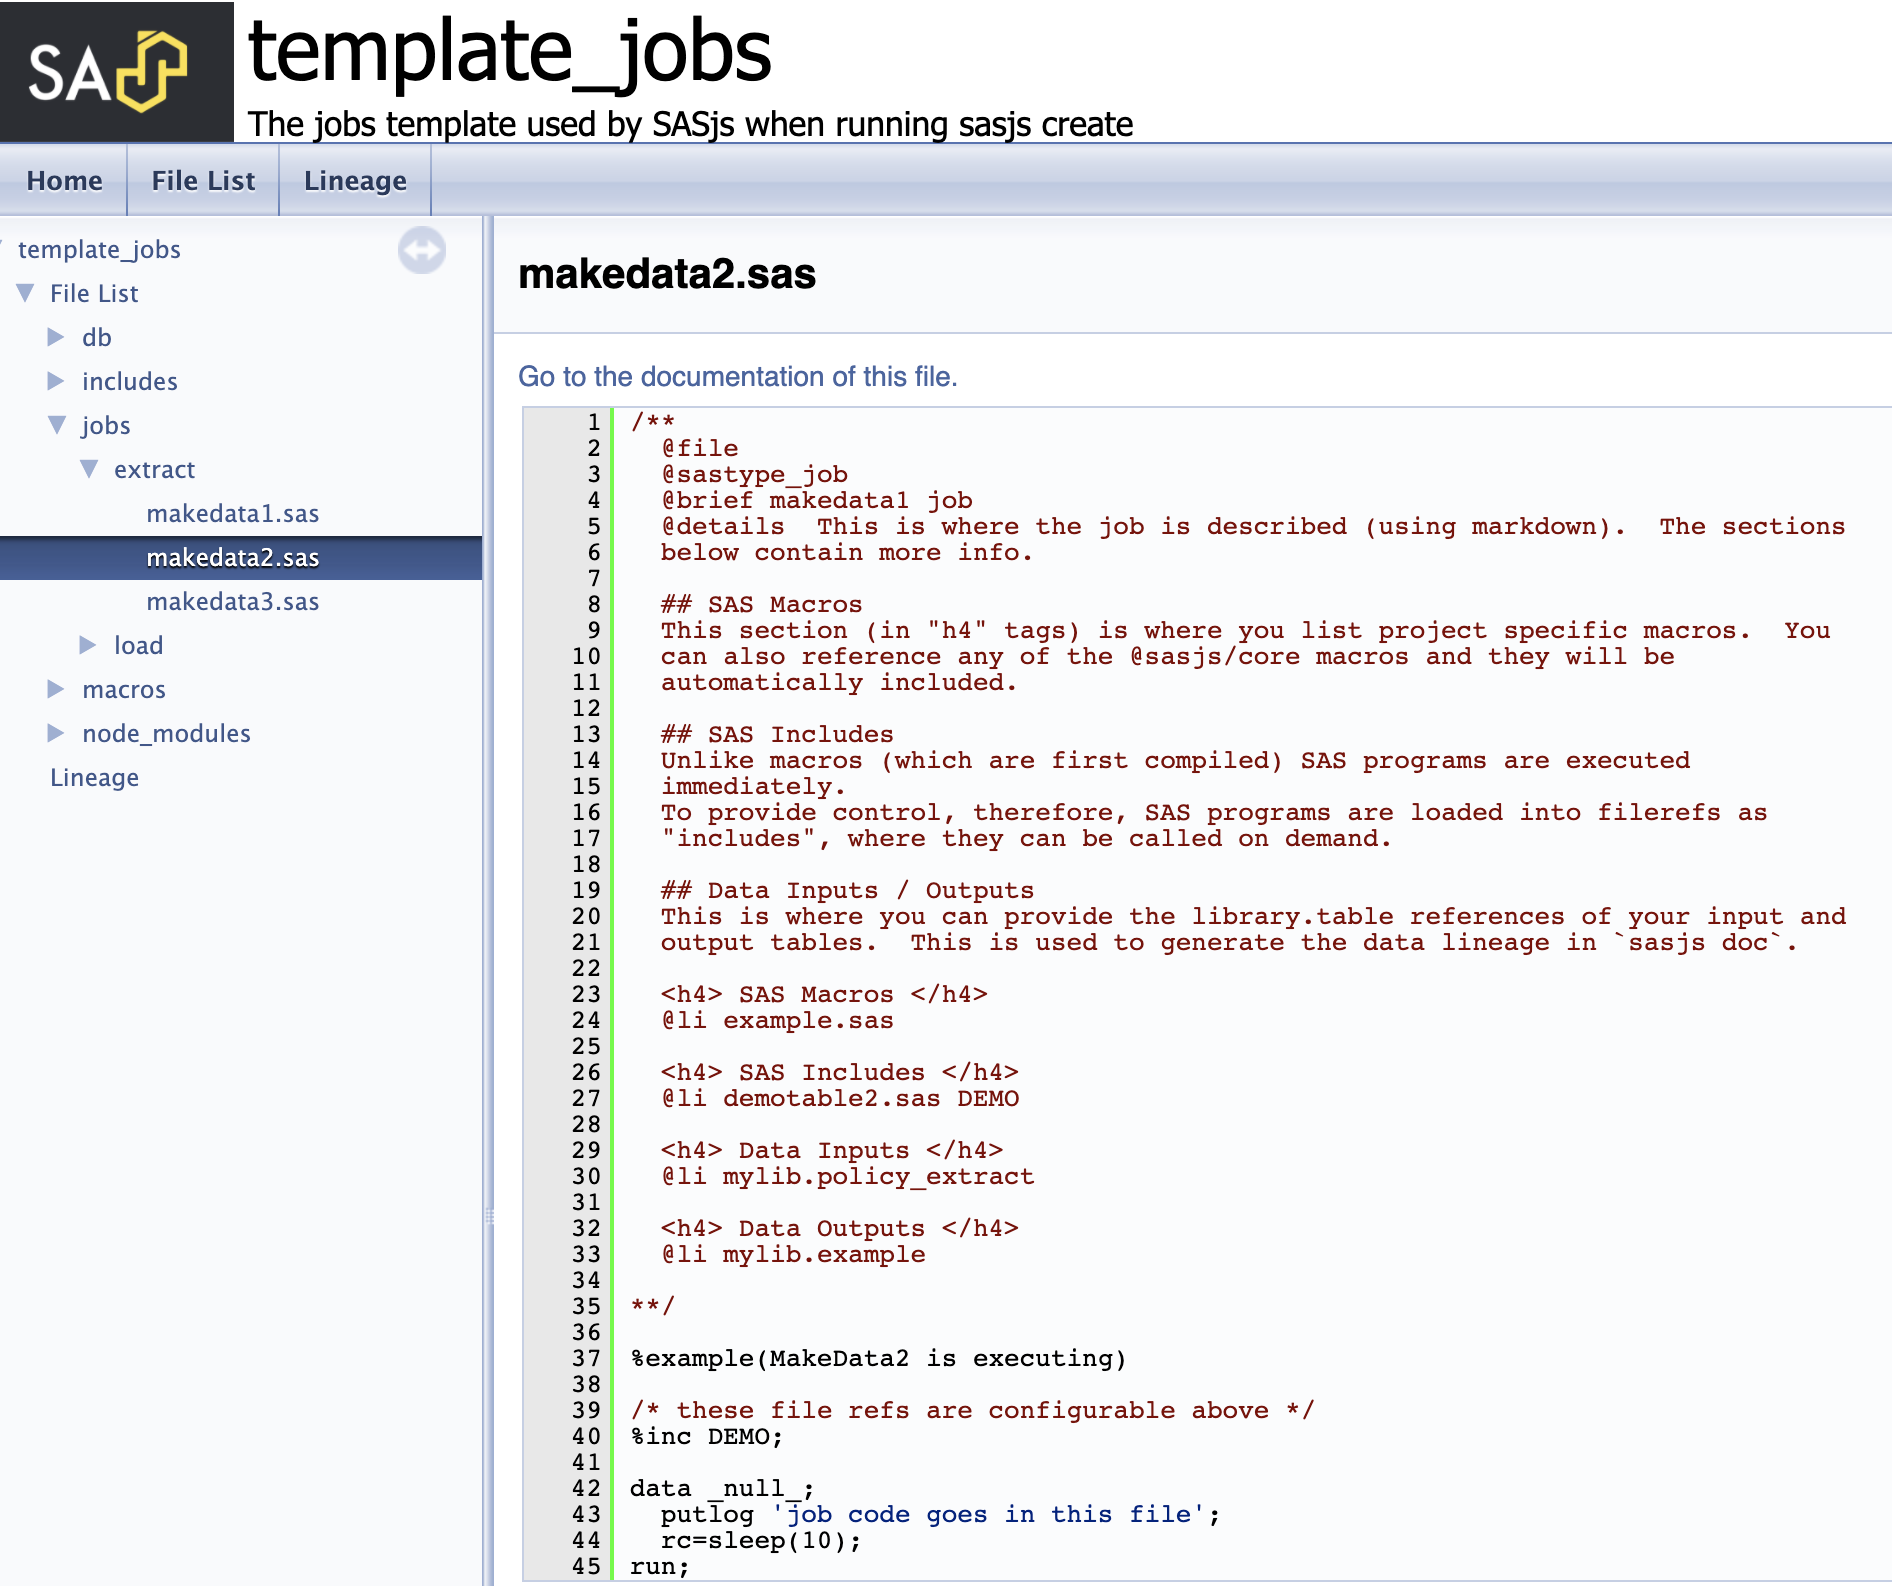 SAS
template_jobs
The jobs template used by SASjs when running sasjs create
Home
File List
Lineage
template_jobs
File List
db
includes
jobs
extract
makedata1.sas
makedata2.sas
makedata3.sas
load
macros
node_modules
Lineage
makedata2.sas
Go to the documentation of this file.
1 /**
2   @file
3   @sastype_job
4   @brief makedata1 job
5   @details  This is where the job is described (using markdown).  The sections
6   below contain more info.
7
8   ## SAS Macros
9   This section (in "h4" tags) is where you list project specific macros.  You
10   can also reference any of the @sasjs/core macros and they will be
11   automatically included.
12
13   ## SAS Includes
14   Unlike macros (which are first compiled) SAS programs are executed
15   immediately.
16   To provide control, therefore, SAS programs are loaded into filerefs as
17   "includes", where they can be called on demand.
18
19   ## Data Inputs / Outputs
20   This is where you can provide the library.table references of your input and
21   output tables.  This is used to generate the data lineage in `sasjs doc`.
22
23   <h4> SAS Macros </h4>
24   @li example.sas
25
26   <h4> SAS Includes </h4>
27   @li demotable2.sas DEMO
28
29   <h4> Data Inputs </h4>
30   @li mylib.policy_extract
31
32   <h4> Data Outputs </h4>
33   @li mylib.example
34
35 **/
36
37 %example(MakeData2 is executing)
38
39 /* these file refs are configurable above */
40 %inc DEMO;
41
42 data _null_;
43   putlog 'job code goes in this file';
44   rc=sleep(10);
45 run;